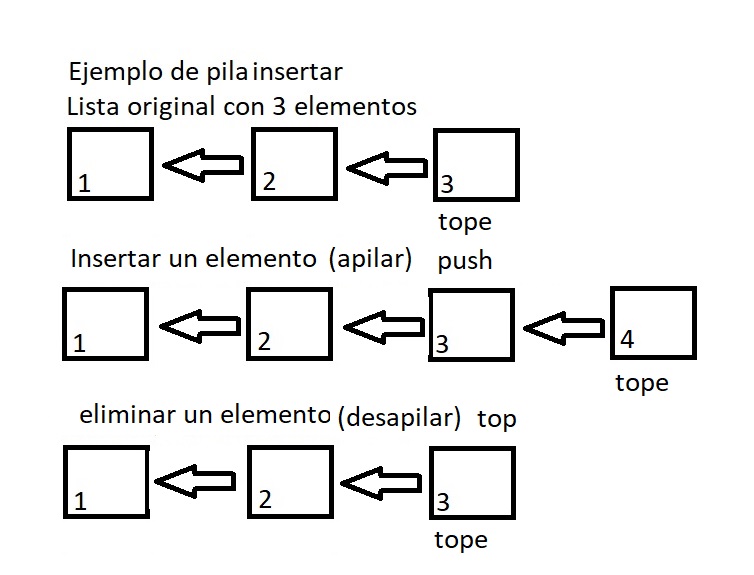 Ejemplo de pila insertar
Lista original con 3 elementos
1 2 3
tope
Insertar un elemento (apilar) push
1 2 3 4
tope
eliminar un elemento (desapilar) top
1 2 3
tope